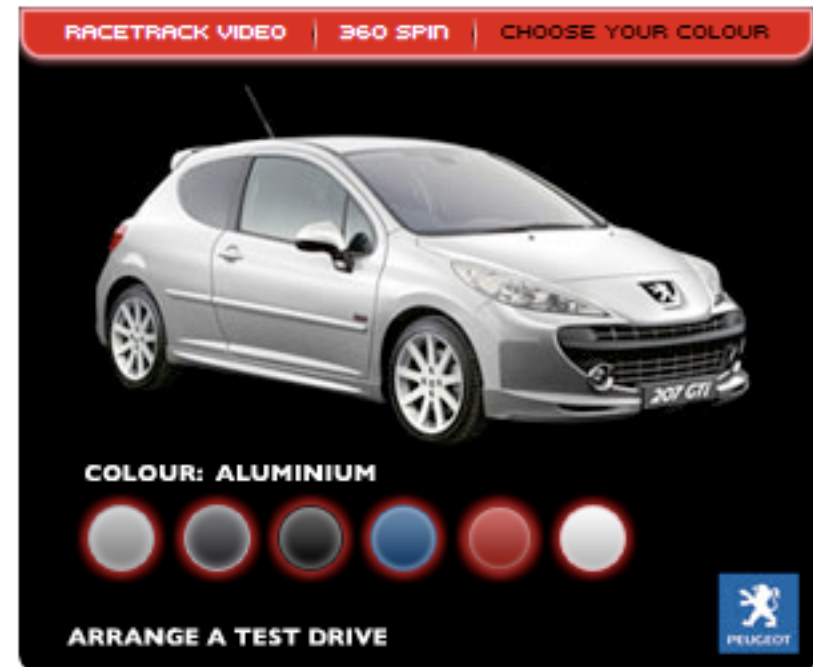 RACETRACK VIDEO | 360 SPIN | CHOOSE YOUR COLOUR
207 GTi
COLOUR: ALUMINIUM
PEUGEOT
ARRANGE A TEST DRIVE